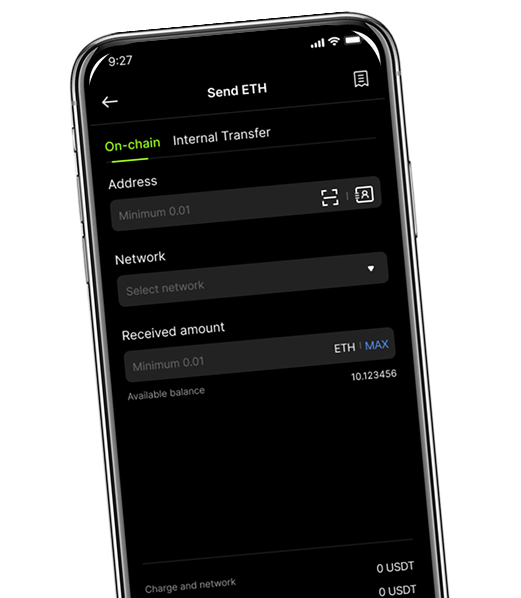 9:27
Send ETH
On-chain Internal Transfer
Address
Minimum 0.01
Network
Select network
Received amount
Minimum 0.01 ETH MAX
Available balance 10.123456
Charge and network 0 USDT
0 USDT